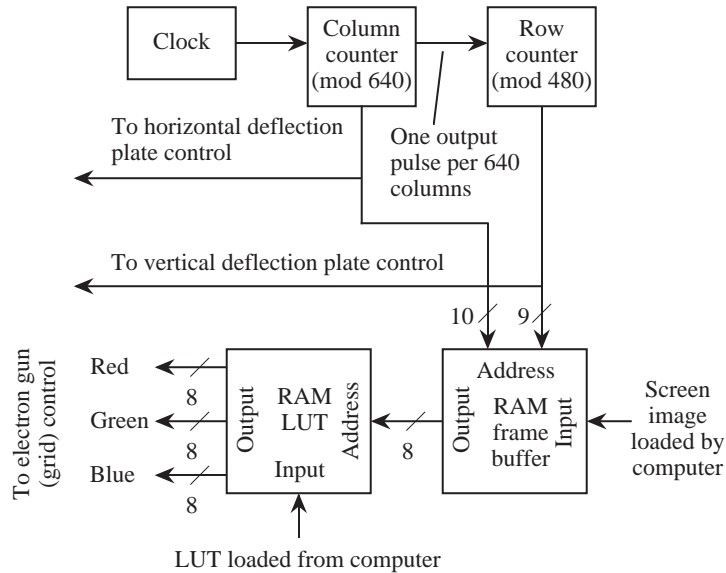 Clock
Column
counter
(mod 640)
Row
counter
(mod 480)
To horizontal deflection
plate control
One output
pulse per 640
columns
To vertical deflection plate control
10
9
To electron gun
(grid) control
Red
8
Green
8
Blue
8
Output
RAM
LUT
Address
Input
8
Address
Output
RAM
frame
buffer
Input
Screen
image
loaded by
computer
LUT loaded from computer